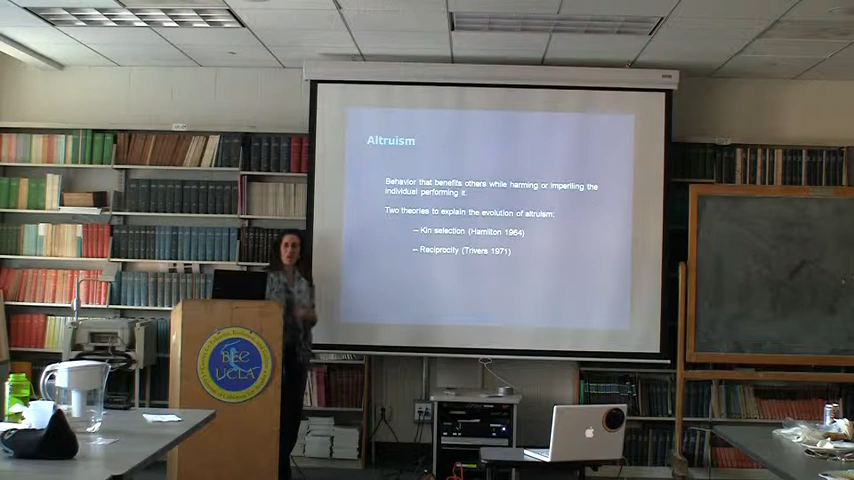 Altruism
Behavior that benefits others while harming or imperiling the
individual performing it.
Two theories to explain the evolution of altruism:
– Kin selection (Hamilton 1964)
– Reciprocity (Trivers 1971)
BEC
UCLA